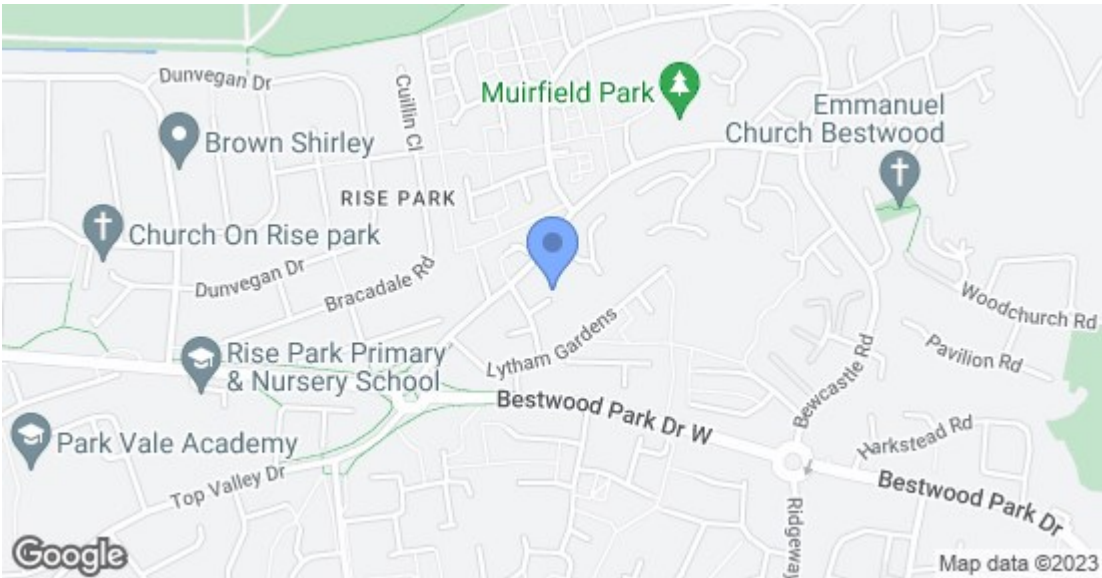 Dunvegan Dr
Cuillin Cl
Muirfield Park
Emmanuel
Church Bestwood
Brown Shirley
RISE PARK
Church On Rise park
Dunvegan Dr
Bracadale Rd
Woodchurch Rd
Lytham Gardens
Pavilion Rd
Rise Park Primary
& Nursery School
Bewcastle Rd
Bestwood Park Dr W
Park Vale Academy
Harkstead Rd
Top Valley Dr
Bestwood Park Dr
Ridgeway
Google
Map data ©2023